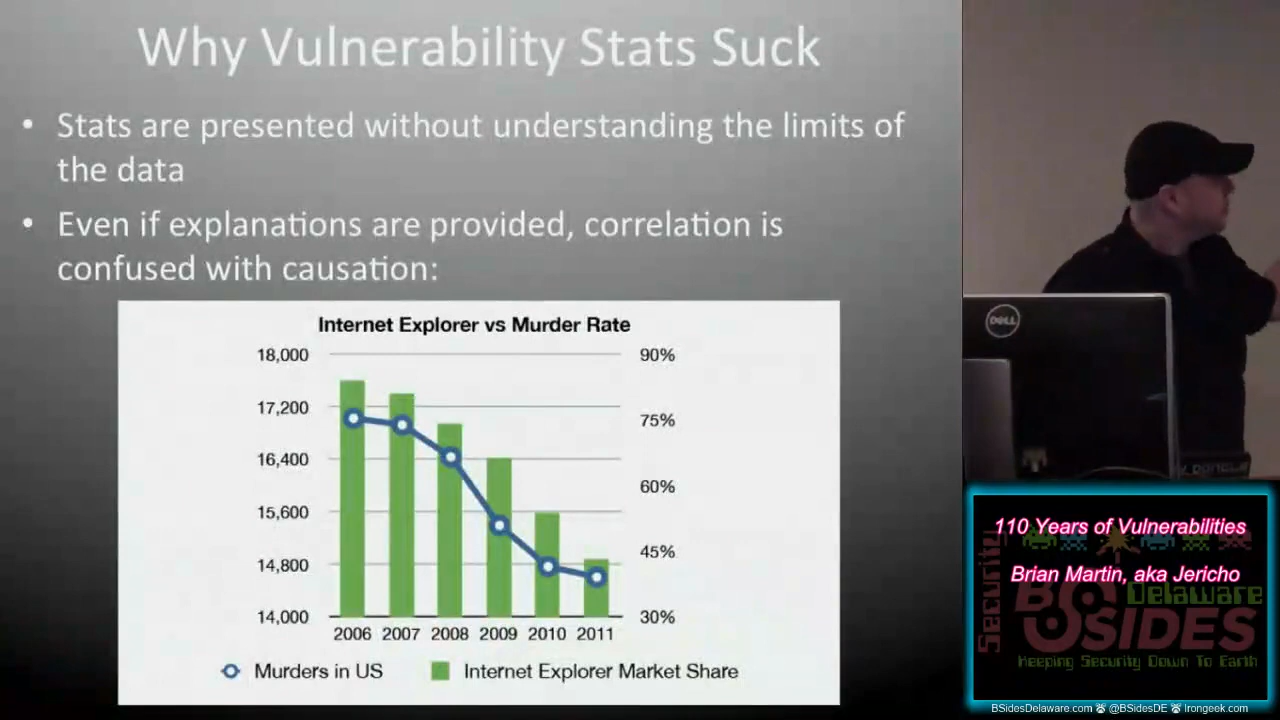 Why Vulnerability Stats Suck
• Stats are presented without understanding the limits of
the data
• Even if explanations are provided, correlation is
confused with causation:
Internet Explorer vs Murder Rate
18,000
17,200
16,400
15,600
14,800
14,000
90%
75%
60%
45%
30%
2006 2007 2008 2009 2010 2011
Murders in US
Internet Explorer Market Share
DELL
110 Years of Vulnerabilities
Brian Martin, aka Jericho
Security
BSIDES
Delaware
Keeping Security Down To Earth
BSidesDelaware.com @BSidesDE Irongeek.com